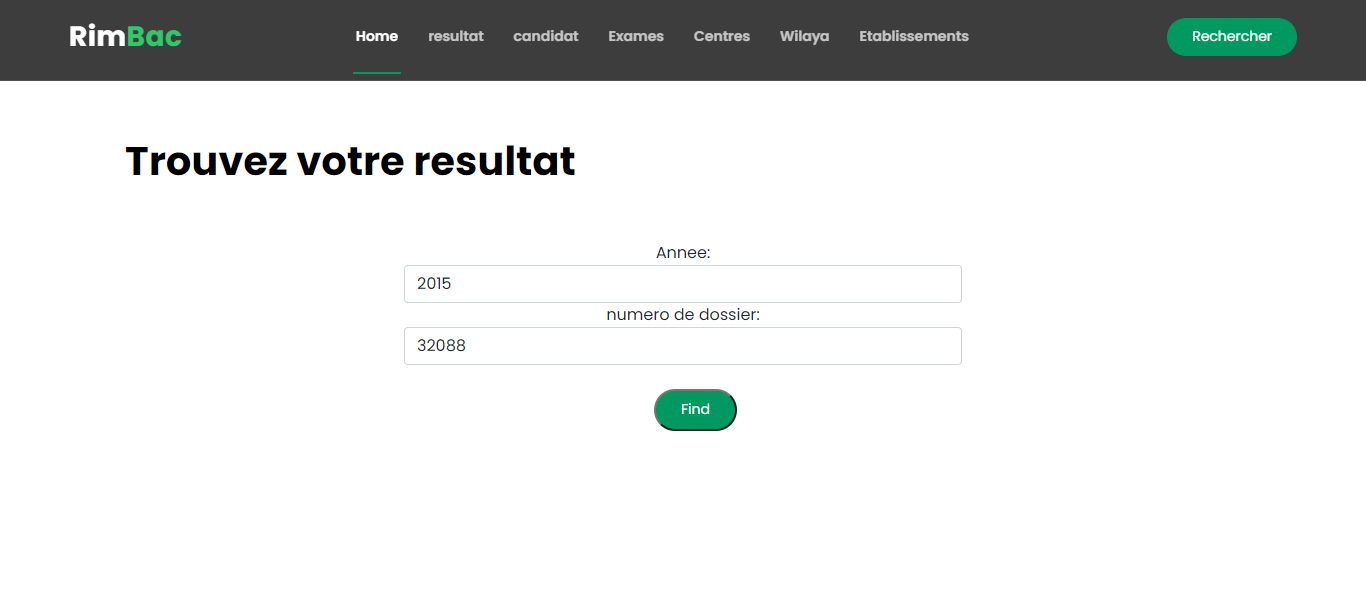 RimBac Home resultat candidat Exames Centres Wilaya Etablissements Rechercher
Trouvez votre resultat
Annee:
2015
numero de dossier:
32088
Find